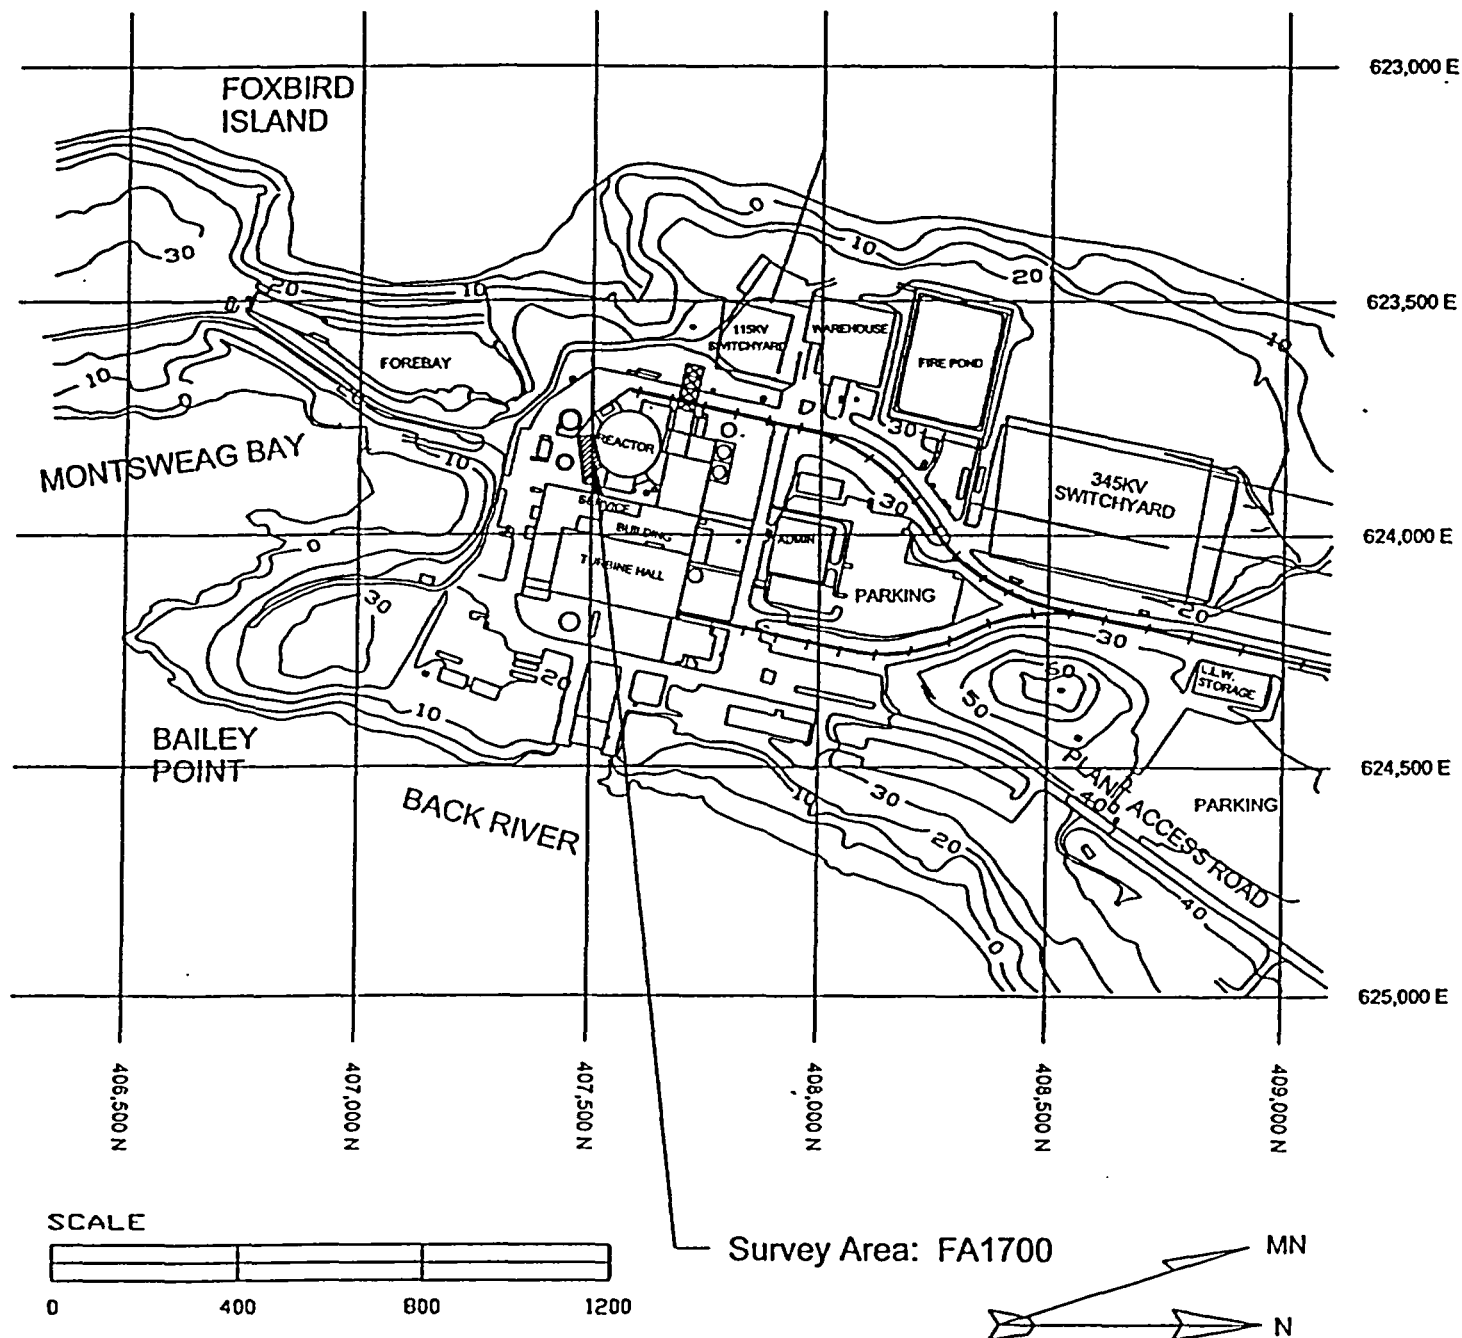 623,000 E
FOXBIRD
ISLAND
0
10
30
20
20
10
623,500 E
115KV
SWITCHYARD
WAREHOUSE
FIRE POND
10
FOREBAY
10
0
30
REACTOR
MONTSWEAG BAY
10
345KV
SWITCHYARD
30
SERVICE
BUILDING
ADMIN
624,000 E
0
TURBINE HALL
30
PARKING
20
30
60
L.L.W.
STORAGE
20
50
10
BAILEY
POINT
624,500 E
PLANT ACCESS ROAD
BACK RIVER
10
30
40
PARKING
20
40
0
625,000 E
406,500 N
407,000 N
407,500 N
408,000 N
408,500 N
409,000 N
SCALE
Survey Area: FA1700
MN
0
400
800
1200
N